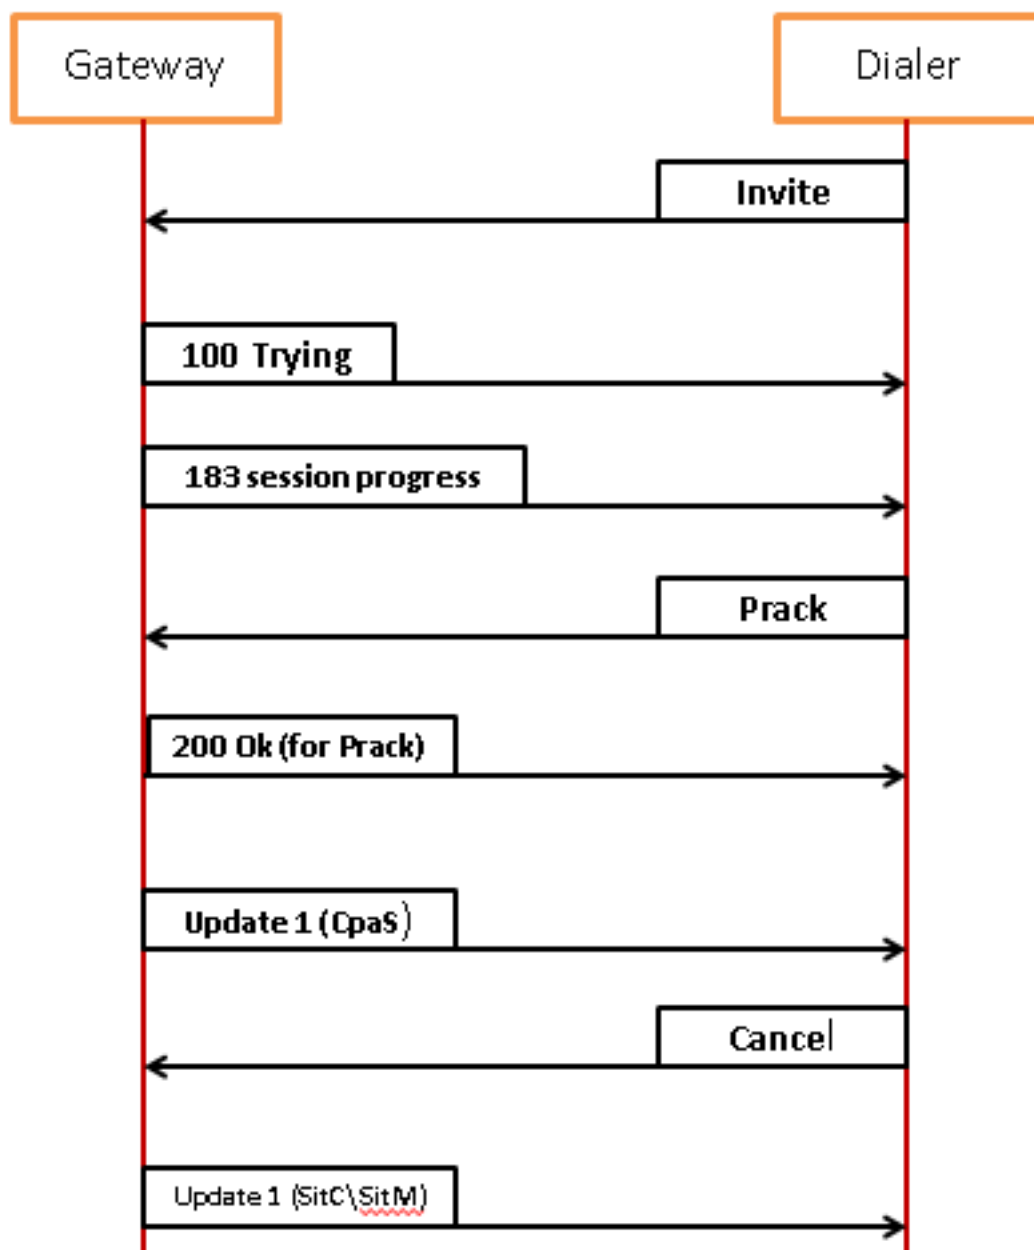 Gateway
Dialer
Invite
100 Trying
183 session progress
Prack
200 Ok (for Prack)
Update 1 (CpaS)
Cancel
Update 1 (SitC\SitM)